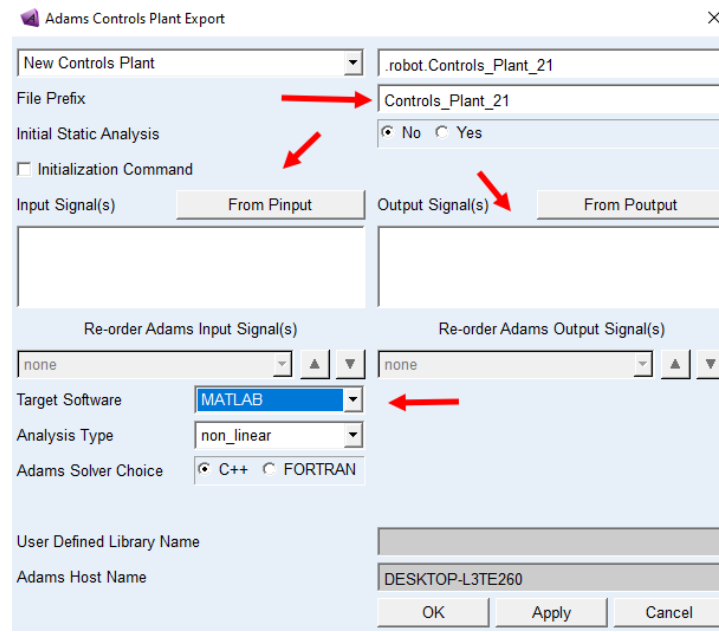 Adams Controls Plant Export
New Controls Plant .robot.Controls_Plant_21
File Prefix Controls_Plant_21
Initial Static Analysis No Yes
Initialization Command
Input Signal(s) From Pinput Output Signal(s) From Poutput
Re-order Adams Input Signal(s) Re-order Adams Output Signal(s)
none none
Target Software MATLAB
Analysis Type non_linear
Adams Solver Choice C++ FORTRAN
User Defined Library Name
Adams Host Name DESKTOP-L3TE260
OK Apply Cancel